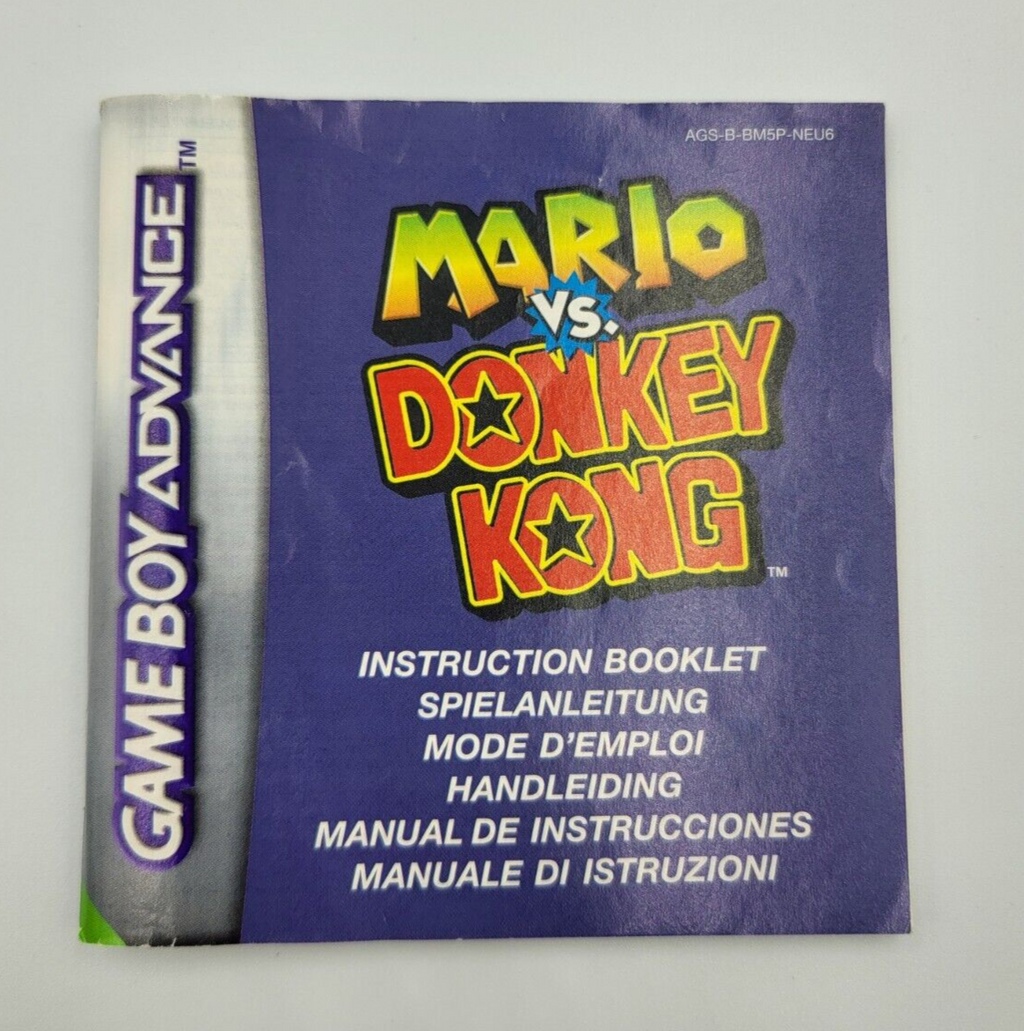 GAME BOY ADVANCE™
AGS-B-BM5P-NEU6
MARIO
VS.
DONKEY
KONG™
INSTRUCTION BOOKLET
SPIELANLEITUNG
MODE D'EMPLOI
HANDLEIDING
MANUAL DE INSTRUCCIONES
MANUALE DI ISTRUZIONI